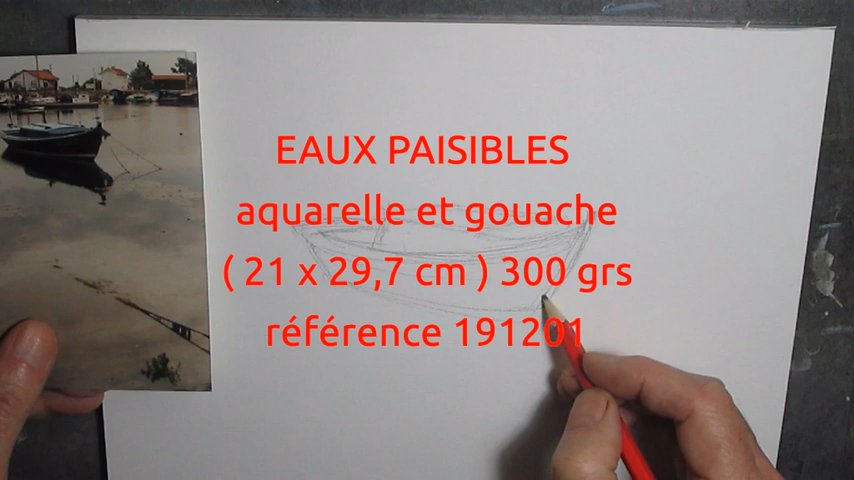 EAUX PAISIBLES
aquarelle et gouache
( 21 x 29,7 cm ) 300 grs
référence 191201